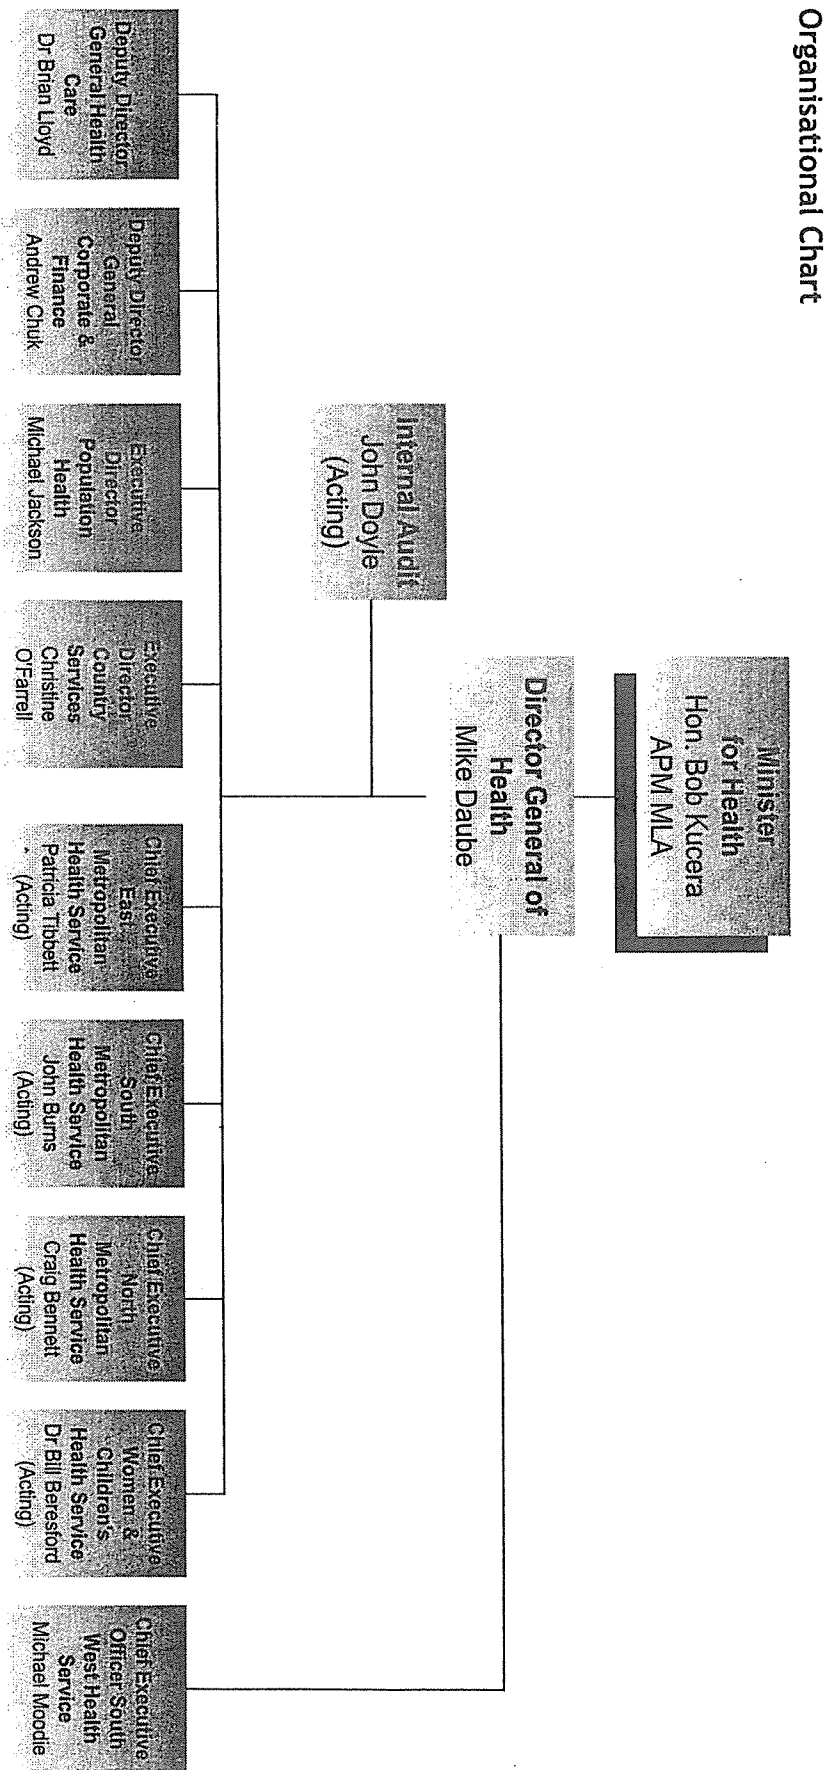 Organisational Chart
Minister
for Health
Hon. Bob Kucera
APM MLA
Director General of
Health
Mike Daube
Internal Audit
John Doyle
(Acting)
Deputy Director
General Health
Care
Dr Brian Lloyd
Deputy Director
General
Corporate &
Finance
Andrew Chuk
Executive
Director
Population
Health
Michael Jackson
Executive
Director
Country
Services
Christine
O'Farrell
Chief Executive
East
Metropolitan
Health Service
Patricia Tibbett
(Acting)
Chief Executive
South
Metropolitan
Health Service
John Burns
(Acting)
Chief Executive
North
Metropolitan
Health Service
Craig Bennett
(Acting)
Chief Executive
Women &
Children's
Health Service
Dr Bill Beresford
(Acting)
Chief Executive
Officer South
West Health
Service
Michael Moodie